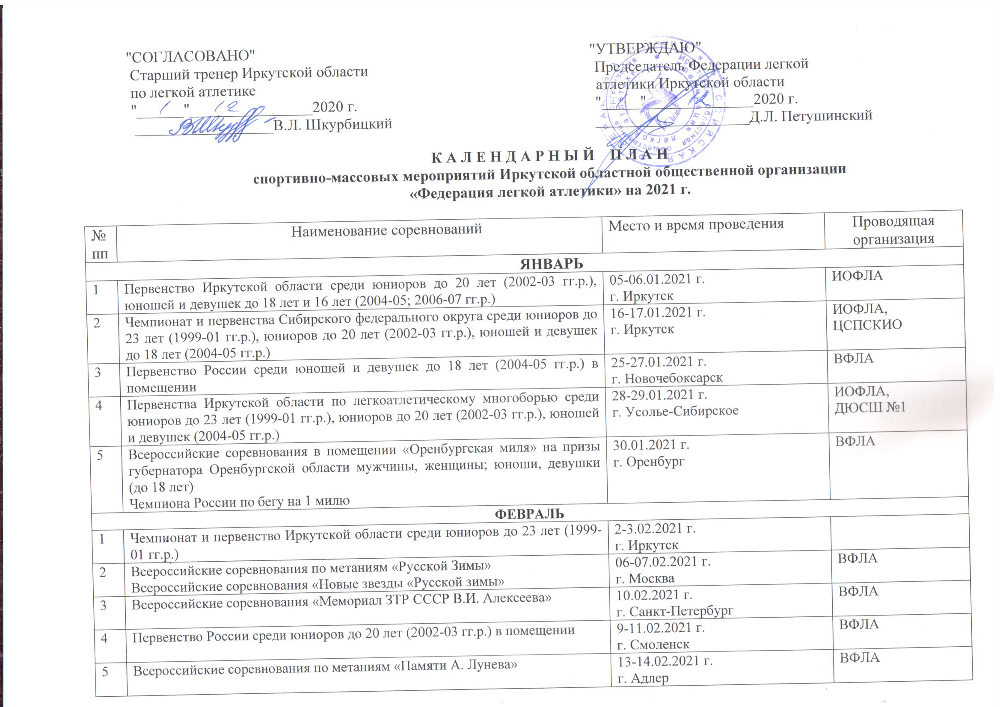 "СОГЛАСОВАНО"
Старший тренер Иркутской области
по легкой атлетике
" 1 " 12 2020 г.
В.Л. Шкурбицкий
"УТВЕРЖДАЮ"
Председатель Федерации легкой
атлетики Иркутской области
" 1 " 12 2020 г.
Д.Л. Петушинский
КАЛЕНДАРНЫЙ ПЛАН
спортивно-массовых мероприятий Иркутской областной общественной организации
«Федерация легкой атлетики» на 2021 г.
№ пп
Наименование соревнований
Место и время проведения
Проводящая
организация
ЯНВАРЬ
1
Первенство Иркутской области среди юниоров до 20 лет (2002-03 гг.р.),
юношей и девушек до 18 лет и 16 лет (2004-05; 2006-07 гг.р.)
05-06.01.2021 г.
г. Иркутск
ИОФЛА
2
Чемпионат и первенства Сибирского федерального округа среди юниоров до
23 лет (1999-01 гг.р.), юниоров до 20 лет (2002-03 гг.р.), юношей и девушек
до 18 лет (2004-05 гг.р.)
16-17.01.2021 г.
г. Иркутск
ИОФЛА,
ЦСПСКИО
3
Первенство России среди юношей и девушек до 18 лет (2004-05 гг.р.) в
помещении
25-27.01.2021 г.
г. Новочебоксарск
ВФЛА
4
Первенства Иркутской области по легкоатлетическому многоборью среди
юниоров до 23 лет (1999-01 гг.р.), юниоров до 20 лет (2002-03 гг.р.), юношей
и девушек (2004-05 гг.р.)
28-29.01.2021 г.
г. Усолье-Сибирское
ИОФЛА,
ДЮСШ №1
5
Всероссийские соревнования в помещении «Оренбургская миля» на призы
губернатора Оренбургской области мужчины, женщины; юноши, девушки
(до 18 лет)
Чемпиона России по бегу на 1 милю
30.01.2021 г.
г. Оренбург
ВФЛА
ФЕВРАЛЬ
1
Чемпионат и первенство Иркутской области среди юниоров до 23 лет (1999-
01 гг.р.)
2-3.02.2021 г.
г. Иркутск
2
Всероссийские соревнования по метаниям «Русской Зимы»
Всероссийские соревнования «Новые звезды «Русской зимы»
06-07.02.2021 г.
г. Москва
ВФЛА
3
Всероссийские соревнования «Мемориал ЗТР СССР В.И. Алексеева»
10.02.2021 г.
г. Санкт-Петербург
ВФЛА
4
Первенство России среди юниоров до 20 лет (2002-03 гг.р.) в помещении
9-11.02.2021 г.
г. Смоленск
ВФЛА
5
Всероссийские соревнования по метаниям «Памяти А. Лунева»
13-14.02.2021 г.
г. Адлер
ВФЛА